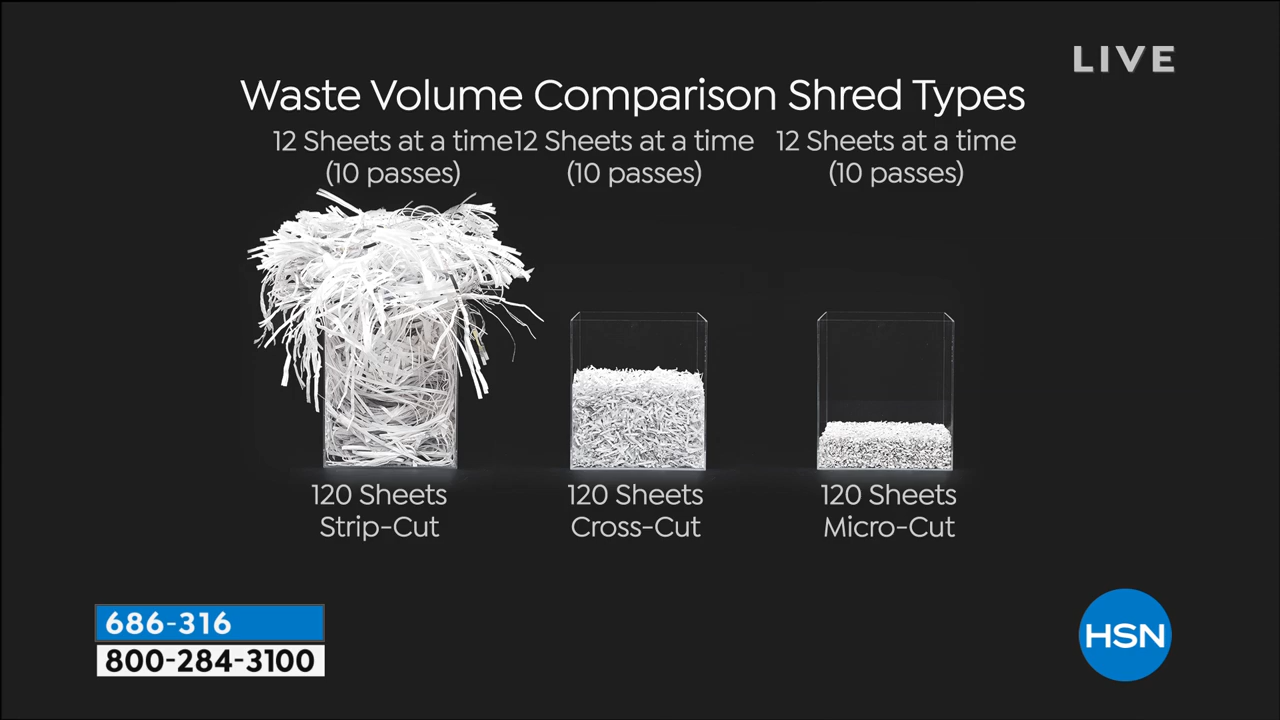 LIVE
Waste Volume Comparison Shred Types
12 Sheets at a time
(10 passes)
12 Sheets at a time
(10 passes)
12 Sheets at a time
(10 passes)
120 Sheets
Strip-Cut
120 Sheets
Cross-Cut
120 Sheets
Micro-Cut
686-316
800-284-3100
HSN